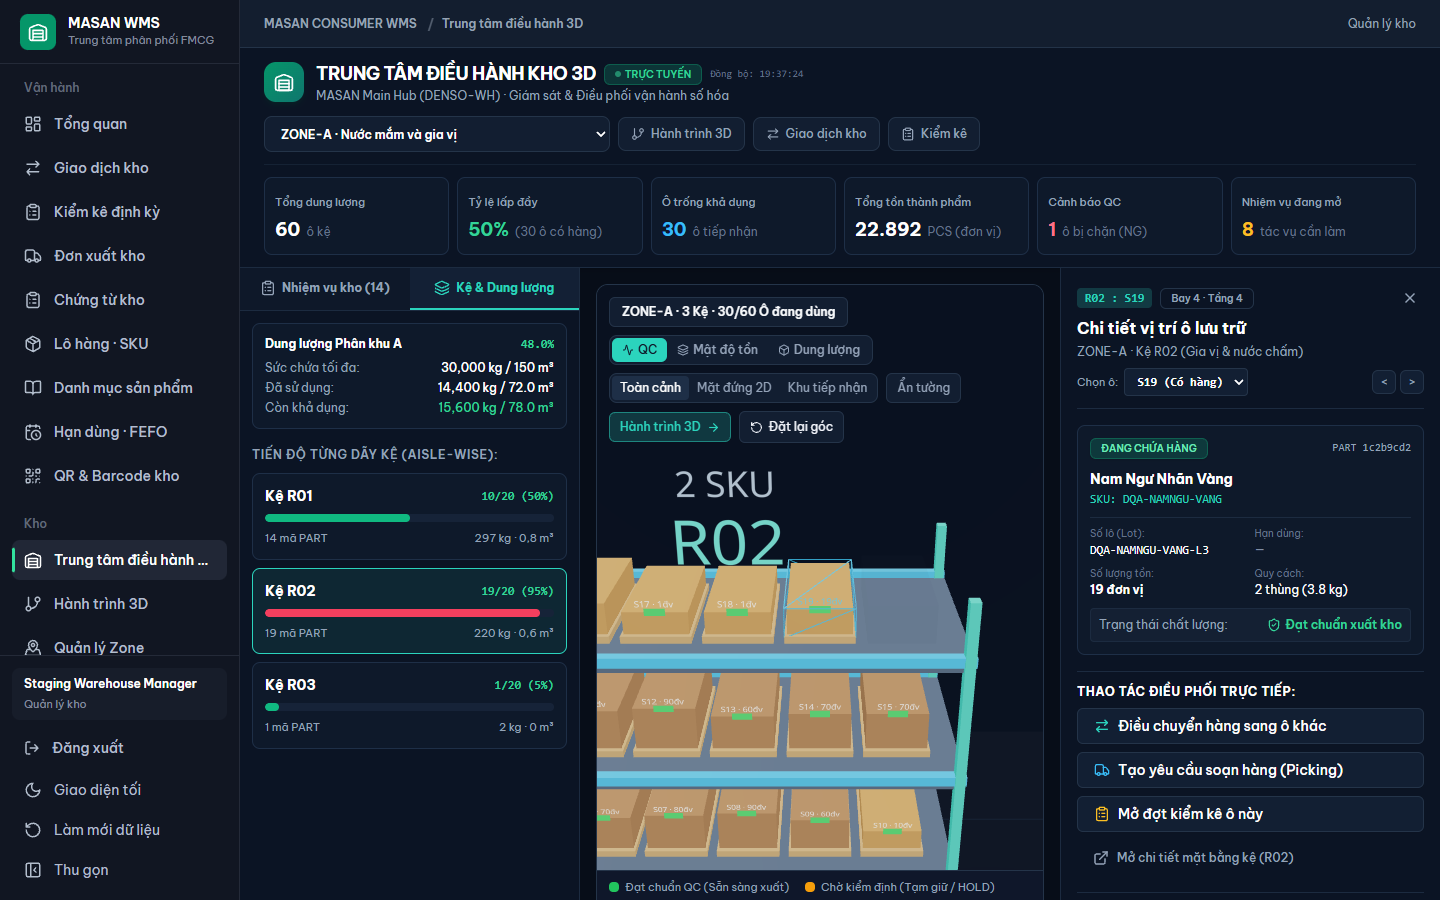 MASAN WMS
Trung tâm phân phối FMCG
Vận hành
Tổng quan
Giao dịch kho
Kiểm kê định kỳ
Đơn xuất kho
Chứng từ kho
Lô hàng · SKU
Danh mục sản phẩm
Hạn dùng · FEFO
QR & Barcode kho
Kho
Trung tâm điều hành ...
Hành trình 3D
Quản lý Zone
Staging Warehouse Manager
Quản lý kho
Đăng xuất
Giao diện tối
Làm mới dữ liệu
Thu gọn
MASAN CONSUMER WMS / Trung tâm điều hành 3D
Quản lý kho
TRUNG TÂM ĐIỀU HÀNH KHO 3D
TRỰC TUYẾN
Đồng bộ: 19:37:24
MASAN Main Hub (DENSO-WH) · Giám sát & Điều phối vận hành số hóa
ZONE-A · Nước mắm và gia vị
Hành trình 3D
Giao dịch kho
Kiểm kê
Tổng dung lượng
60 ô kệ
Tỷ lệ lấp đầy
50% (30 ô có hàng)
Ô trống khả dụng
30 ô tiếp nhận
Tổng tồn thành phẩm
22.892 PCS (đơn vị)
Cảnh báo QC
1 ô bị chặn (NG)
Nhiệm vụ đang mở
8 tác vụ cần làm
Nhiệm vụ kho (14)
Kệ & Dung lượng
Dung lượng Phân khu A 48.0%
Sức chứa tối đa: 30,000 kg / 150 m³
Đã sử dụng: 14,400 kg / 72.0 m³
Còn khả dụng: 15,600 kg / 78.0 m³
TIẾN ĐỘ TỪNG DÃY KỆ (AISLE-WISE):
Kệ R01 10/20 (50%)
14 mã PART 297 kg · 0,8 m³
Kệ R02 19/20 (95%)
19 mã PART 220 kg · 0,6 m³
Kệ R03 1/20 (5%)
1 mã PART 2 kg · 0 m³
ZONE-A · 3 Kệ · 30/60 Ô đang dùng
QC
Mật độ tồn
Dung lượng
Toàn cảnh
Mặt đứng 2D
Khu tiếp nhận
Ẩn tường
Hành trình 3D →
Đặt lại góc
2 SKU
R02
S17 · 1đv
S18 · 1đv
S12 · 90đv
S13 · 60đv
S14 · 70đv
S15 · 70đv
S07 · 80đv
S08 · 90đv
S09 · 60đv
S10 · 10đv
Đạt chuẩn QC (Sẵn sàng xuất)
Chờ kiểm định (Tạm giữ / HOLD)
R02 : S19
Bay 4 · Tầng 4
Chi tiết vị trí ô lưu trữ
ZONE-A · Kệ R02 (Gia vị & nước chấm)
Chọn ô: S19 (Có hàng)
< >
ĐANG CHỨA HÀNG
PART 1c2b9cd2
Nam Ngư Nhãn Vàng
SKU: DQA-NAMNGU-VANG
Số lô (Lot): Hạn dùng:
DQA-NAMNGU-VANG-L3 —
Số lượng tồn: Quy cách:
19 đơn vị 2 thùng (3.8 kg)
Trạng thái chất lượng: Đạt chuẩn xuất kho
THAO TÁC ĐIỀU PHỐI TRỰC TIẾP:
Điều chuyển hàng sang ô khác
Tạo yêu cầu soạn hàng (Picking)
Mở đợt kiểm kê ô này
Mở chi tiết mặt bằng kệ (R02)